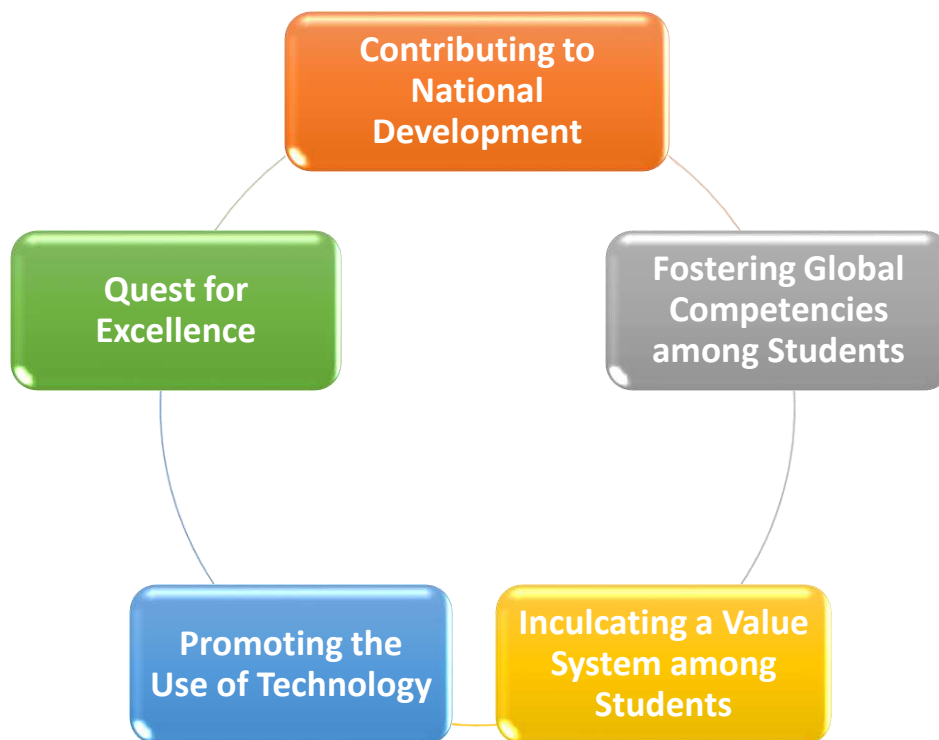 Contributing to
National
Development
Fostering Global
Competencies
among Students
Inculcating a Value
System among
Students
Promoting the
Use of Technology
Quest for
Excellence